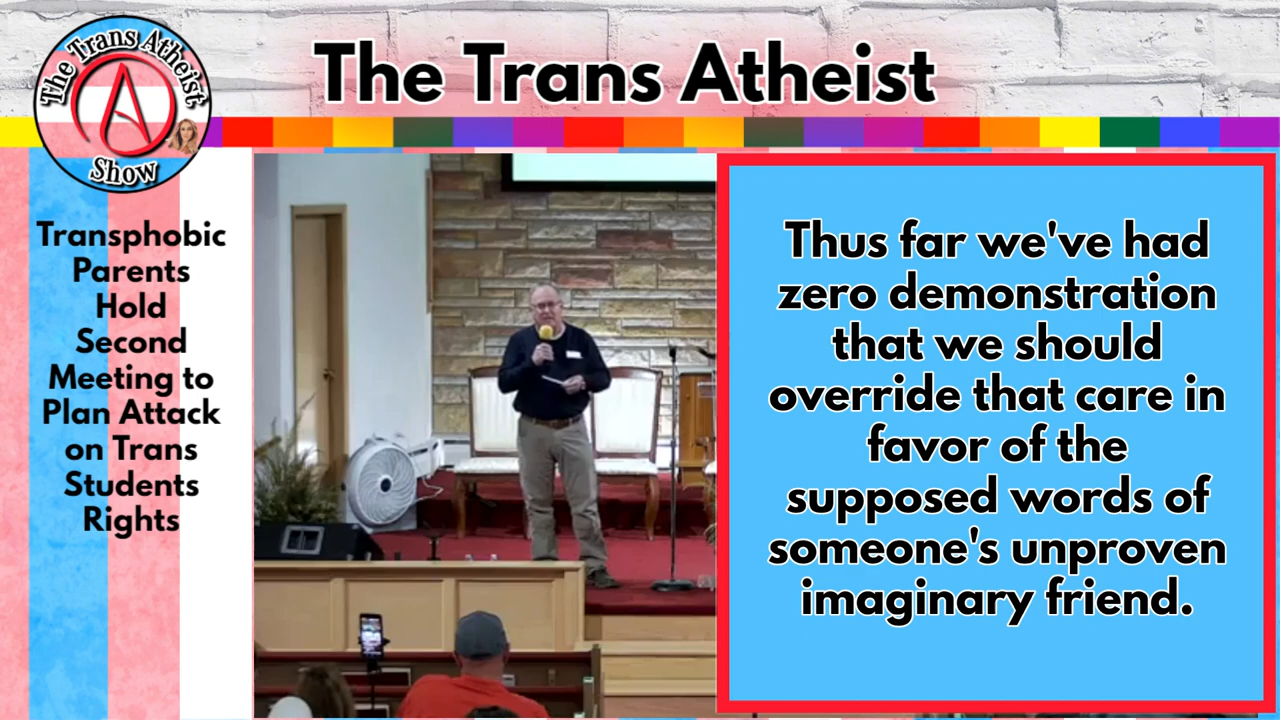 The Trans Atheist
Show
The Trans Atheist
Transphobic
Parents
Hold
Second
Meeting to
Plan Attack
on Trans
Students
Rights
Thus far we've had
zero demonstration
that we should
override that care in
favor of the
supposed words of
someone's unproven
imaginary friend.